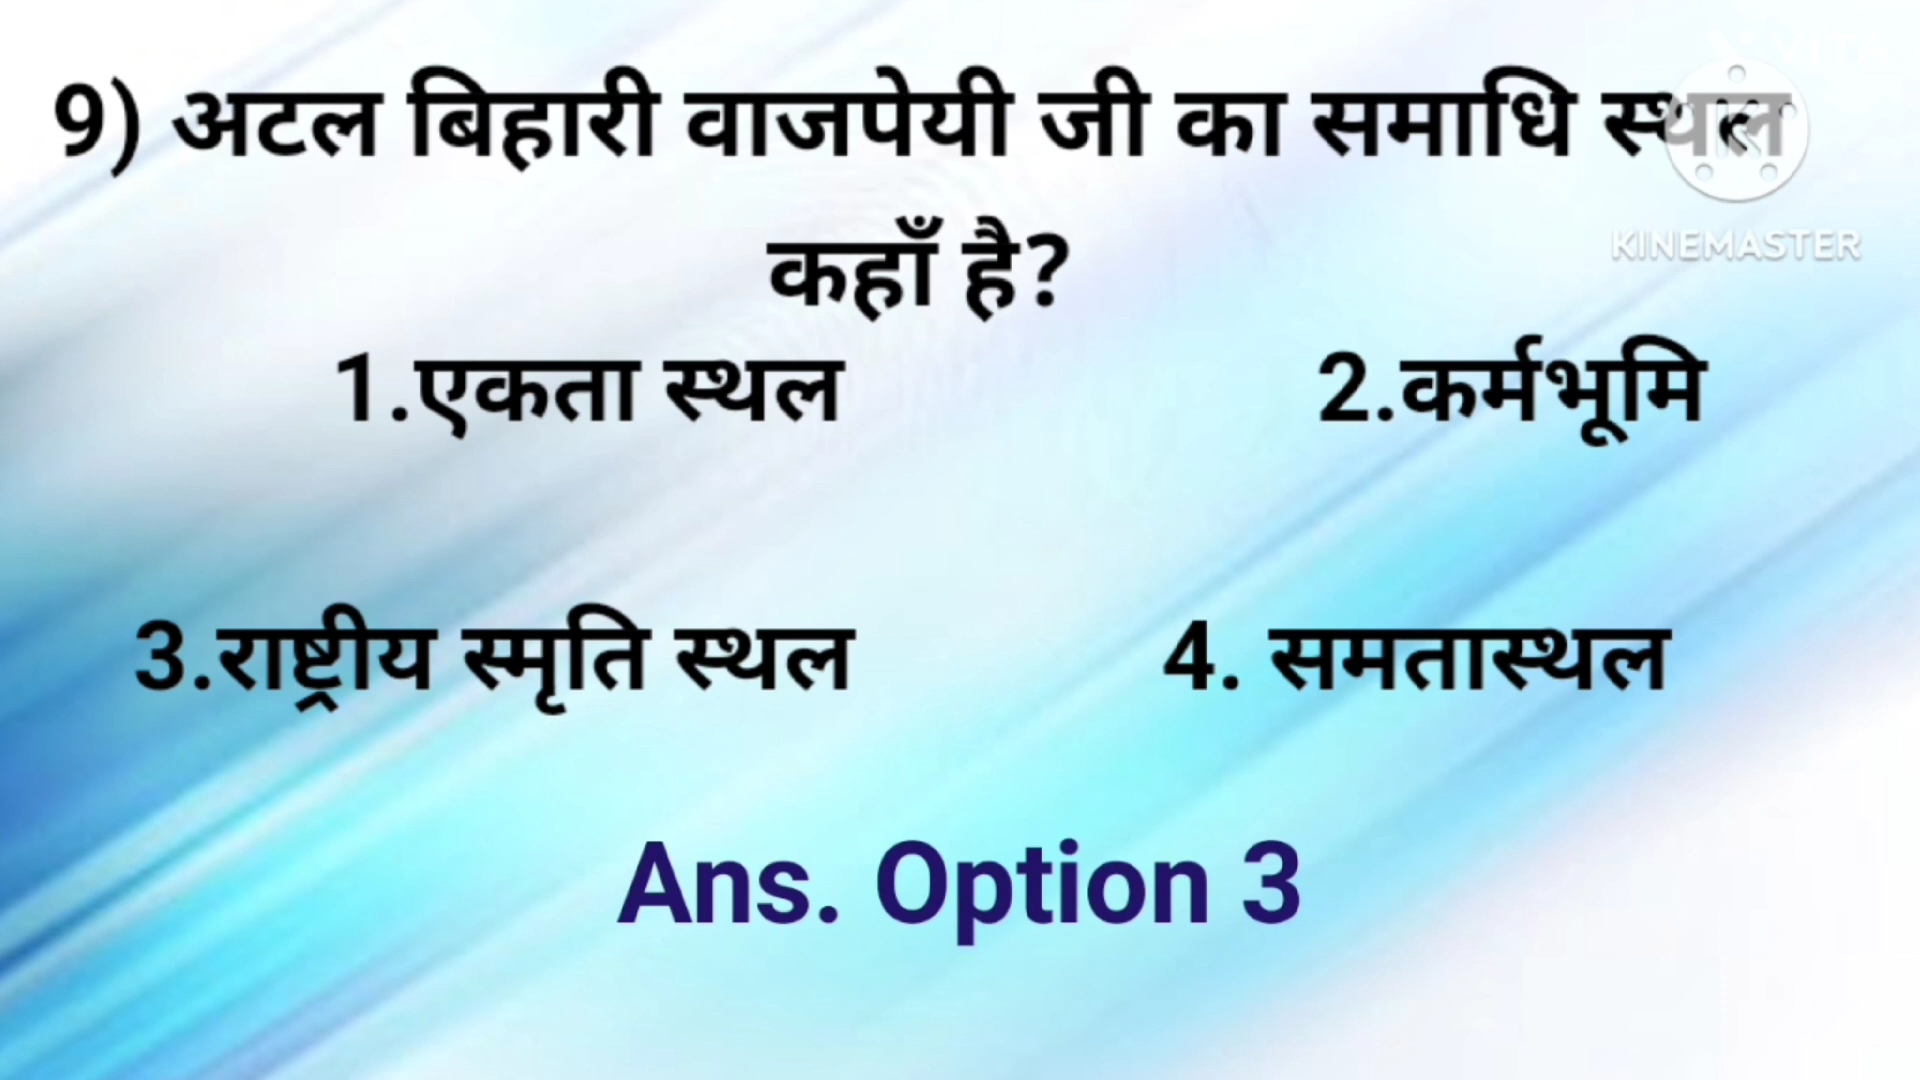 9) अटल बिहारी वाजपेयी जी का समाधि स्थल
KINEMASTER
कहाँ है?
1.एकता स्थल
2.कर्मभूमि
3.राष्ट्रीय स्मृति स्थल
4. समतास्थल
Ans. Option 3